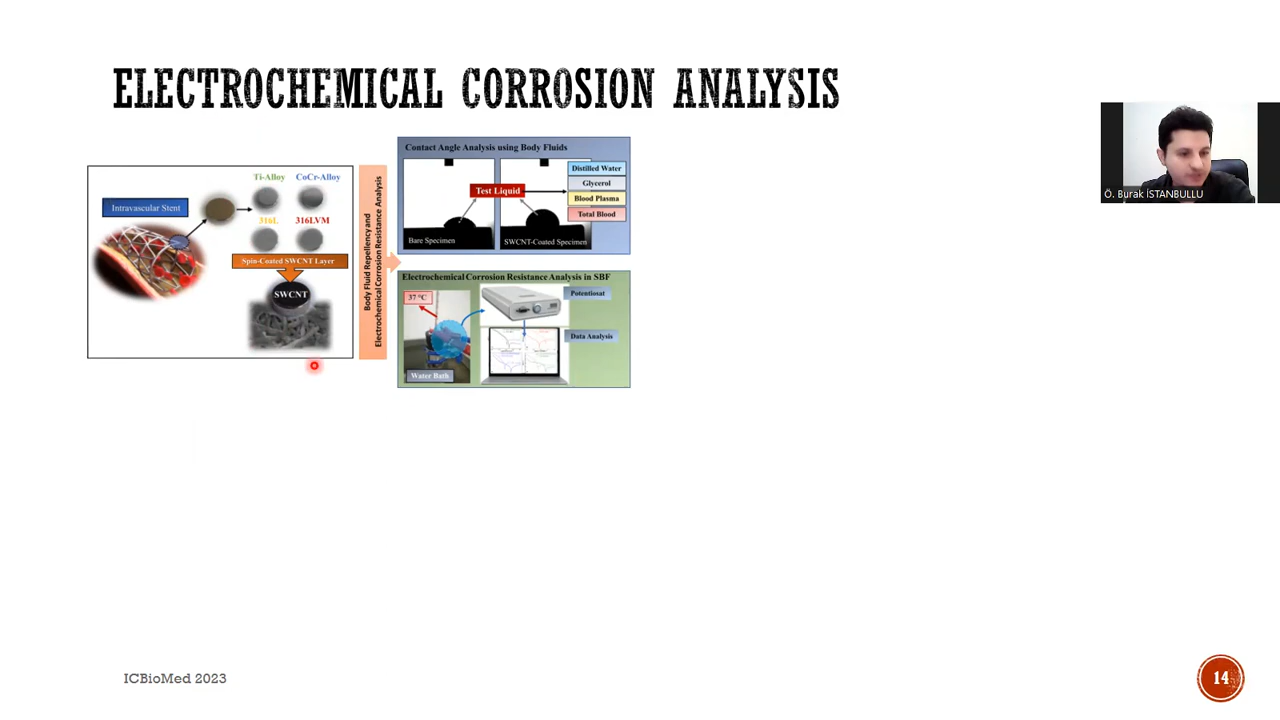 ELECTROCHEMICAL CORROSION ANALYSIS
Intravascular Stent
Ti-Alloy
CoCr-Alloy
316L
316LVM
Spin-Coated SWCNT Layer
SWCNT
Body Fluid Repellency and
Electrochemical Corrosion Resistance Analysis
Contact Angle Analysis using Body Fluids
Test Liquid
Distilled Water
Glycerol
Blood Plasma
Total Blood
Bare Specimen
SWCNT-Coated Specimen
Electrochemical Corrosion Resistance Analysis in SBF
37 °C
Potentiosat
Data Analysis
Water Bath
Ö. Burak İSTANBULLU
ICBioMed 2023
14